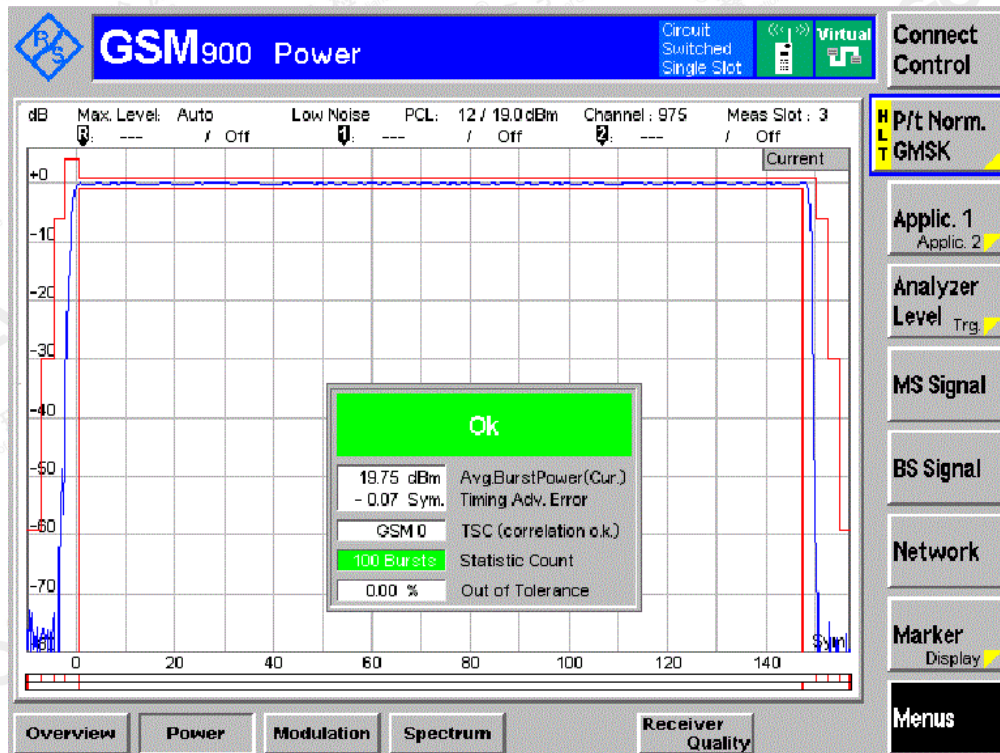 R S
GSM900 Power
Circuit Switched Single Slot
Virtual
Connect Control
dB Max. Level: Auto Low Noise PCL: 12 / 19.0 dBm Channel : 975 Meas Slot : 3
R: --- / Off 1: --- / Off 2: --- / Off
HLT P/t Norm. GMSK
Current
+0
-10
-20
-30
-40
-50
-60
-70
-80
Applic. 1
Applic. 2
Analyzer Level Trg.
MS Signal
BS Signal
Network
Marker
Display
Menus
Ok
19.75 dBm Avg.BurstPower(Cur.)
- 0.07 Sym. Timing Adv. Error
GSM 0 TSC (correlation o.k.)
100 Bursts Statistic Count
0.00 % Out of Tolerance
Sym
0 20 40 60 80 100 120 140
Overview Power Modulation Spectrum Receiver Quality